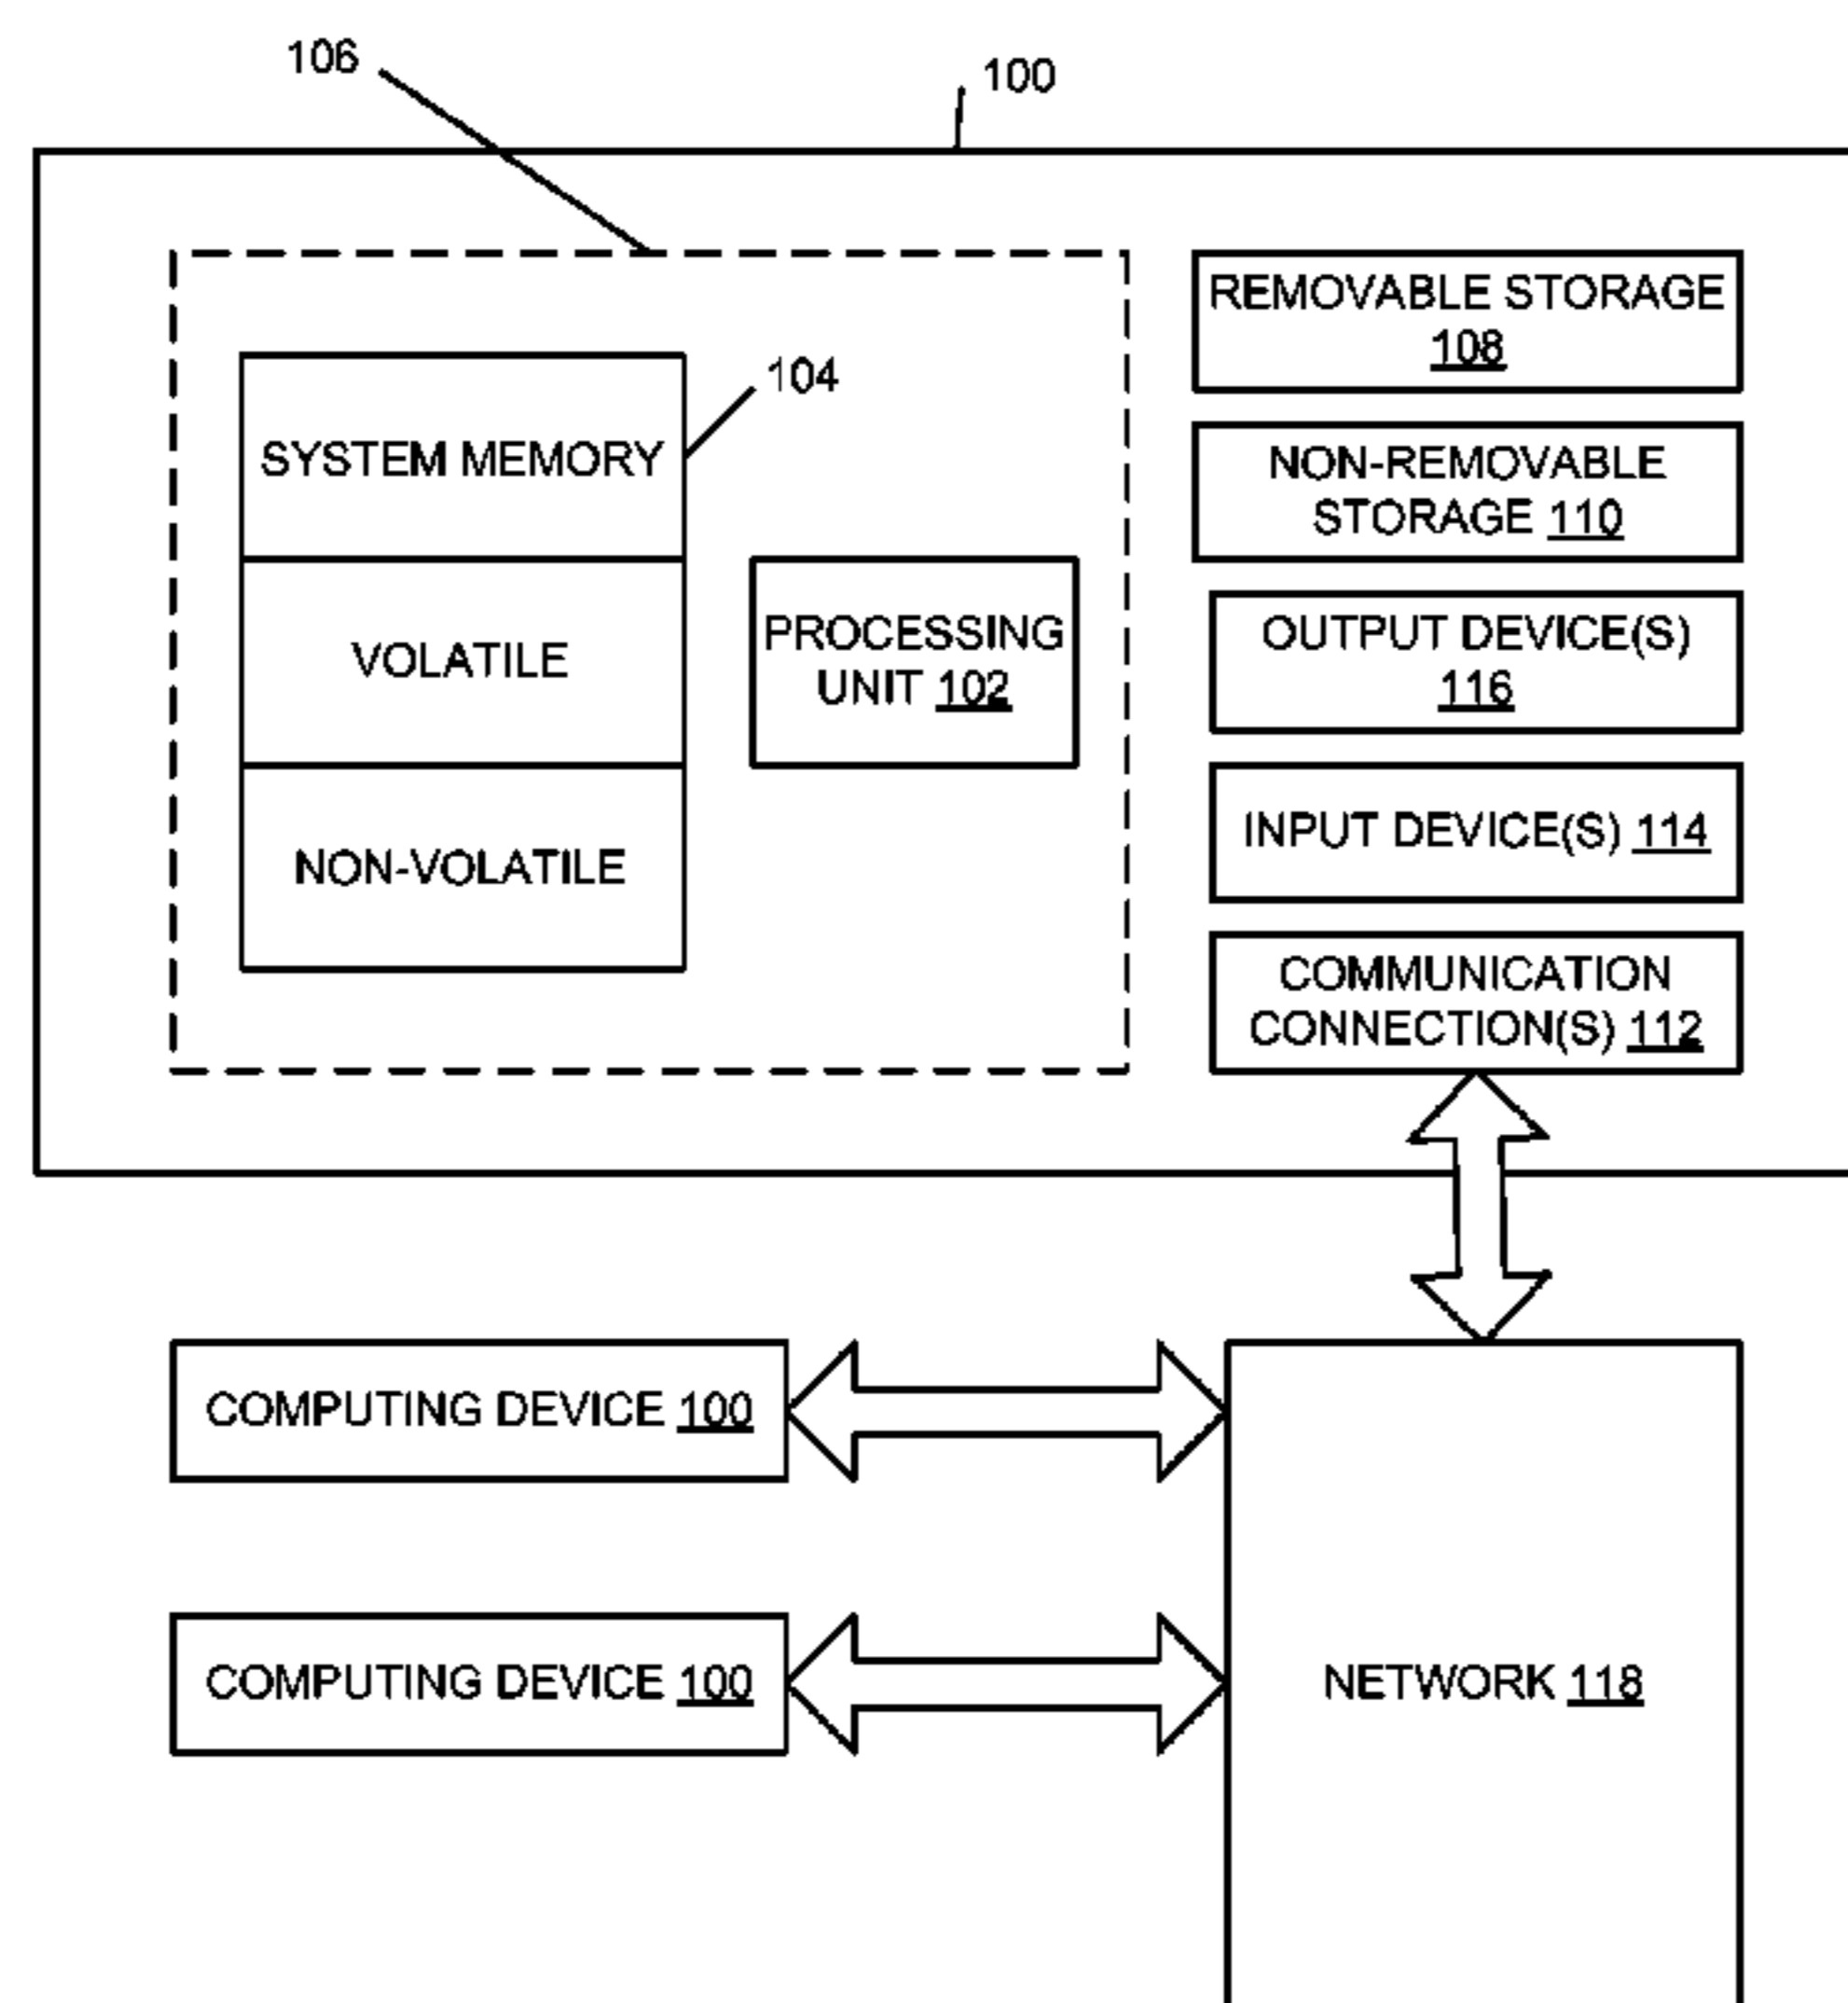 106
100
REMOVABLE STORAGE
108
104
SYSTEM MEMORY
NON-REMOVABLE
STORAGE 110
VOLATILE
PROCESSING
UNIT 102
OUTPUT DEVICE(S)
116
NON-VOLATILE
INPUT DEVICE(S) 114
COMMUNICATION
CONNECTION(S) 112
COMPUTING DEVICE 100
COMPUTING DEVICE 100
NETWORK 118